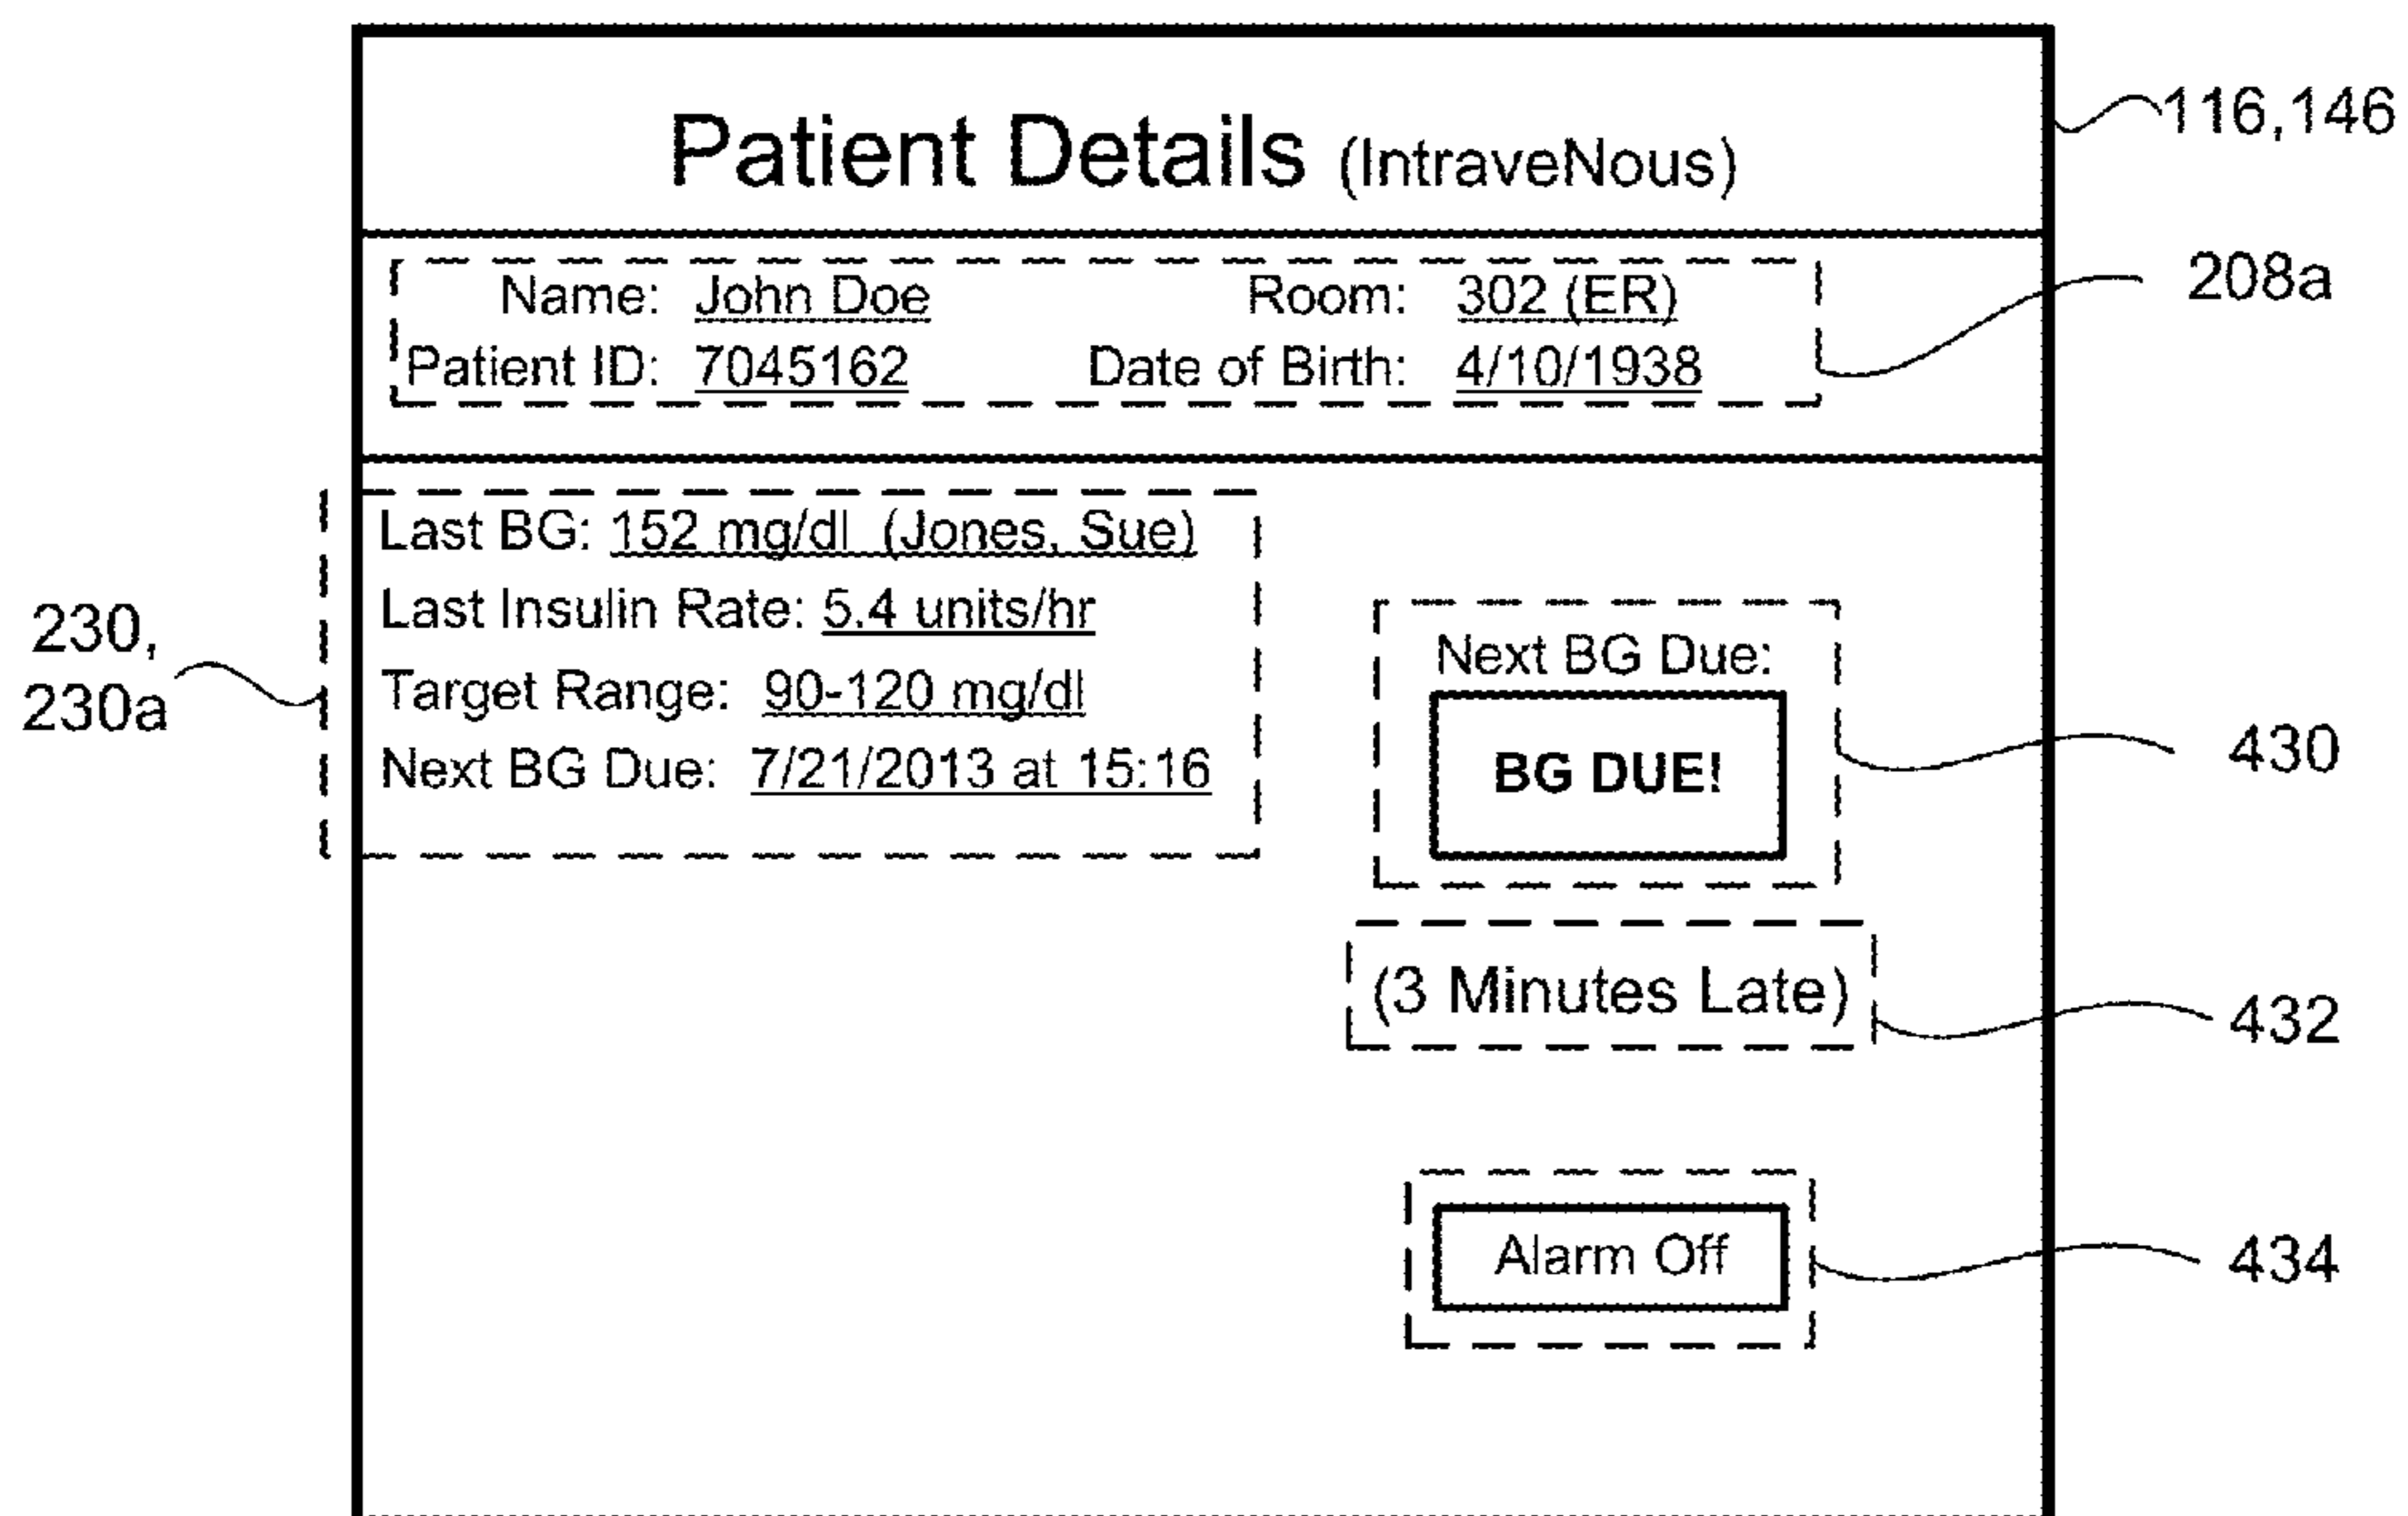 Patient Details (IntraveNous)
116,146
Name: John Doe Room: 302 (ER)
208a
Patient ID: 7045162 Date of Birth: 4/10/1938
Last BG: 152 mg/dl (Jones, Sue)
Last Insulin Rate: 5.4 units/hr
230,
230a
Target Range: 90-120 mg/dl
Next BG Due: 7/21/2013 at 15:16
Next BG Due:
BG DUE!
430
(3 Minutes Late)
432
Alarm Off
434